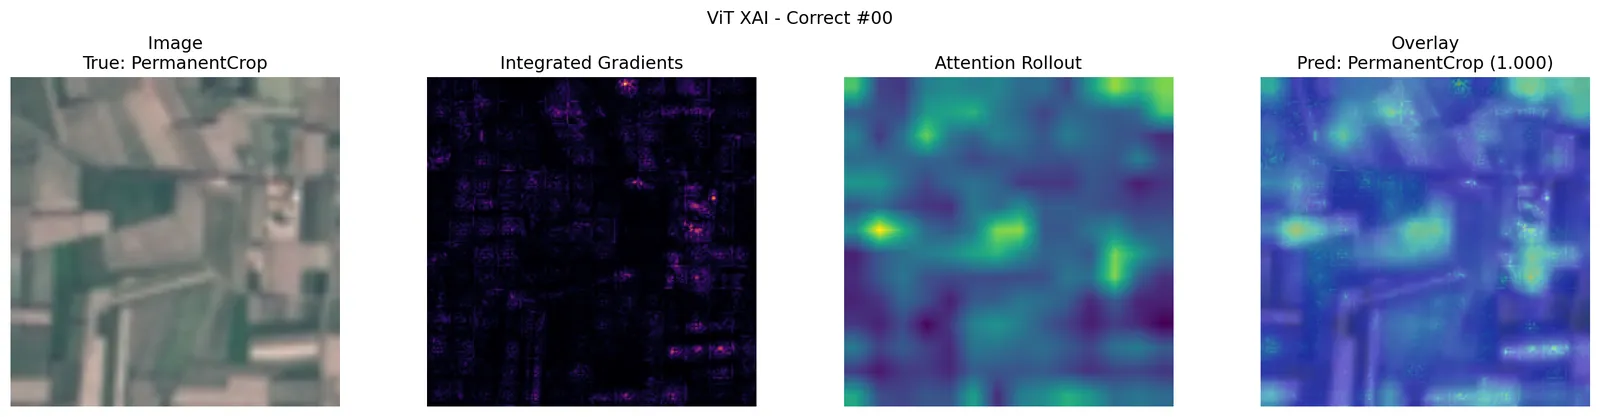 ViT XAI - Correct #00
Image
True: PermanentCrop
Integrated Gradients
Attention Rollout
Overlay
Pred: PermanentCrop (1.000)